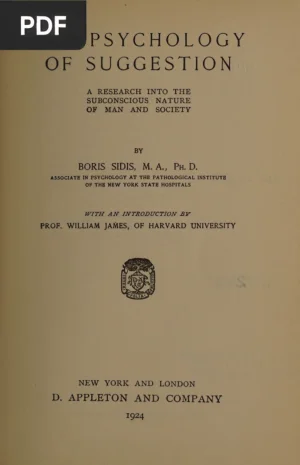 PDF
PSYCHOLOGY
OF SUGGESTION
A RESEARCH INTO THE
SUBCONSCIOUS NATURE
OF MAN AND SOCIETY
BY
BORIS SIDIS, M. A., PH. D.
ASSOCIATE IN PSYCHOLOGY AT THE PATHOLOGICAL INSTITUTE
OF THE NEW YORK STATE HOSPITALS
WITH AN INTRODUCTION BY
PROF. WILLIAM JAMES, OF HARVARD UNIVERSITY
NEW YORK AND LONDON
D. APPLETON AND COMPANY
1924